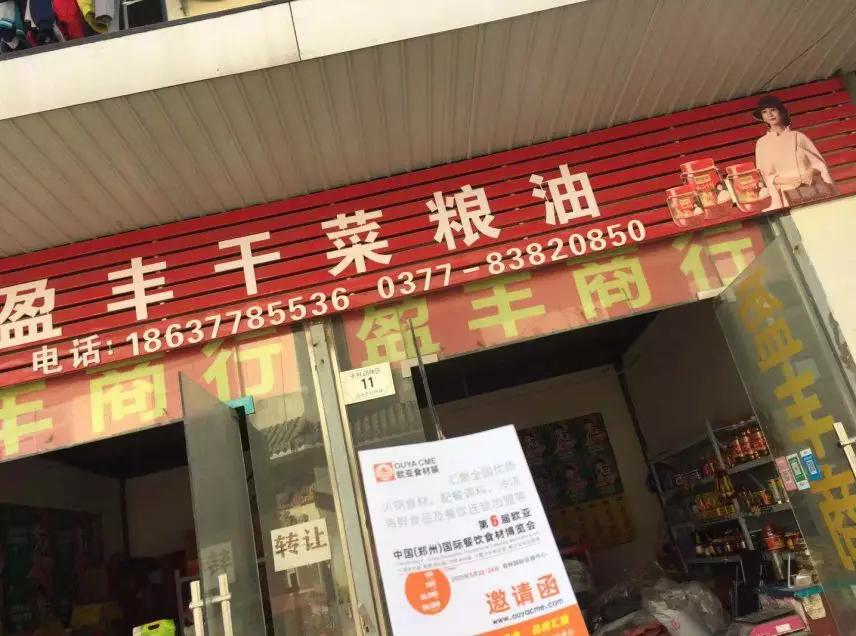 盈丰干菜粮油
电话: 18637785536 0377-83820850
丰商行
盈丰商行
盈丰商
11
转让
OUYA CME
欧亚食材展
汇聚全国优质
火锅食材、配餐调料、冷冻
海鲜食品及餐饮连锁加盟等
第6届欧亚
中国(郑州)国际餐饮食材博览会
邀请函
www.ouyacme.com